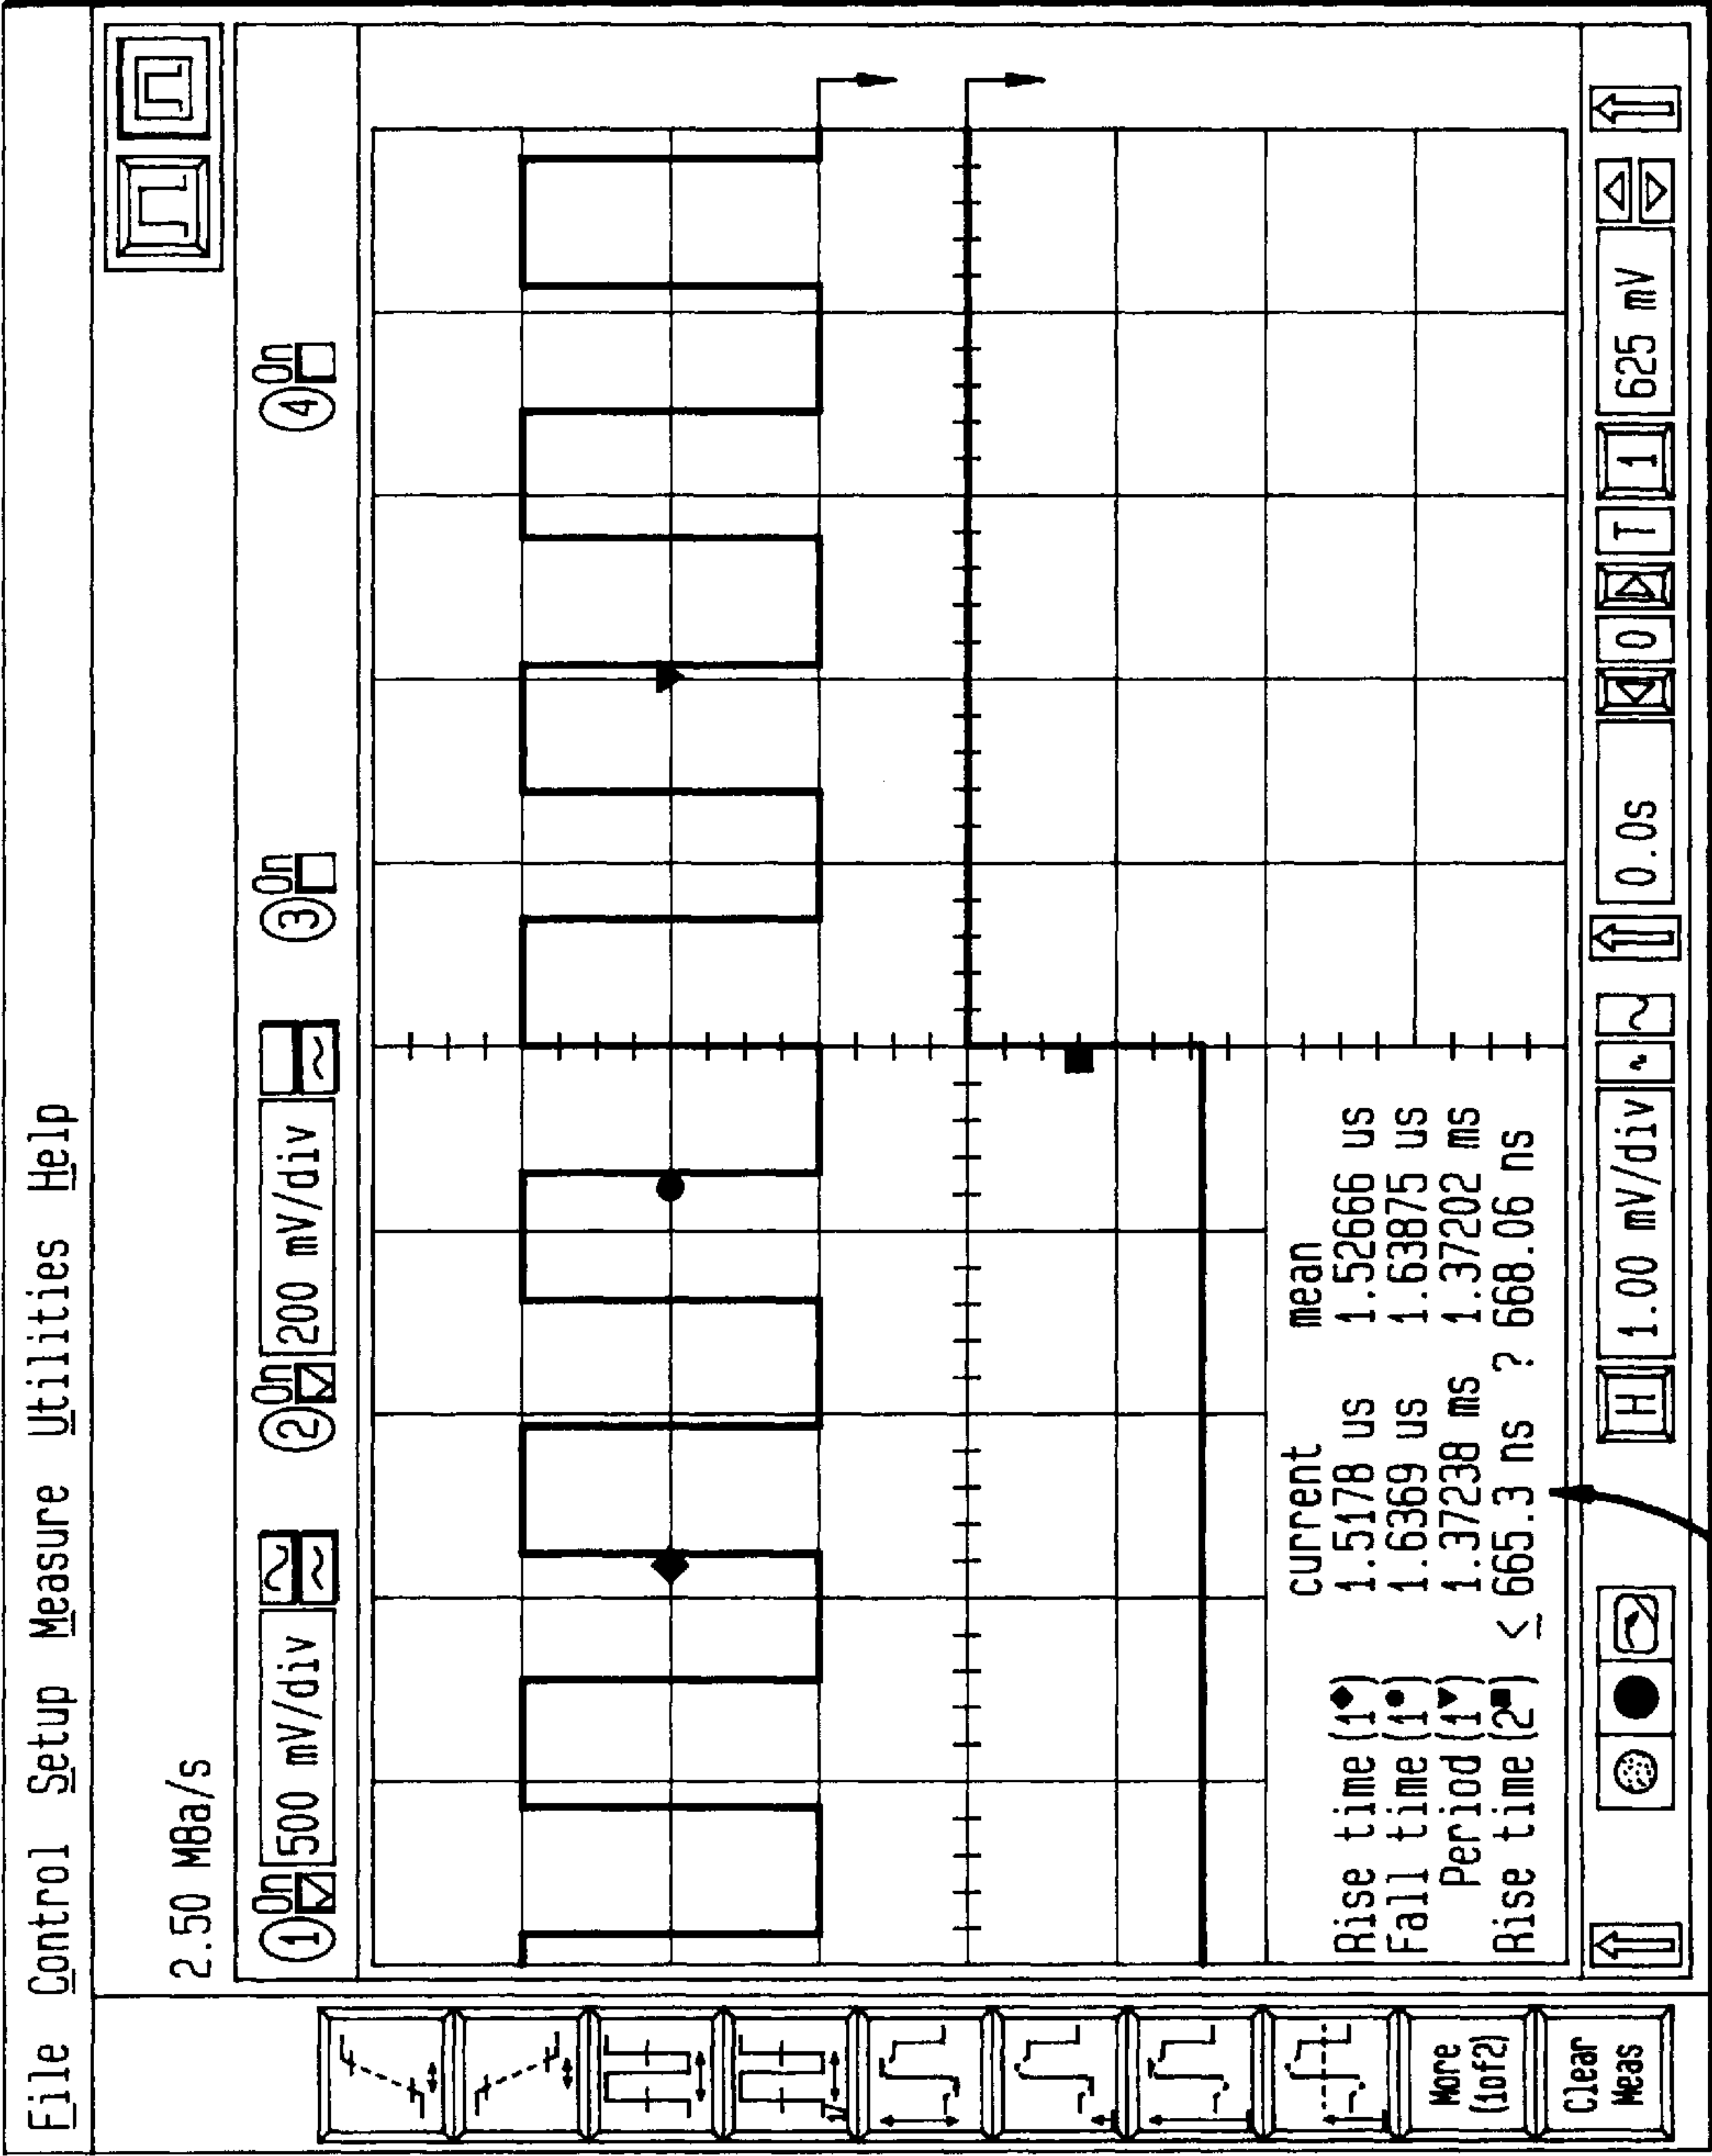 File Control Setup Measure Utilities Help
2.50 MBa/s
1 On 500 mV/div 2 On 200 mV/div 3 On 4 On
current mean
Rise time (1◆) 1.5178 us 1.52666 us
Fall time (1●) 1.6369 us 1.63875 us
Period (1▼) 1.37238 ms 1.37202 ms
Rise time (2■) ≤ 665.3 ns ? 668.06 ns
More
(1of2)
Clear
Meas
H 1.00 mV/div 0.0s 0 T 1 625 mV